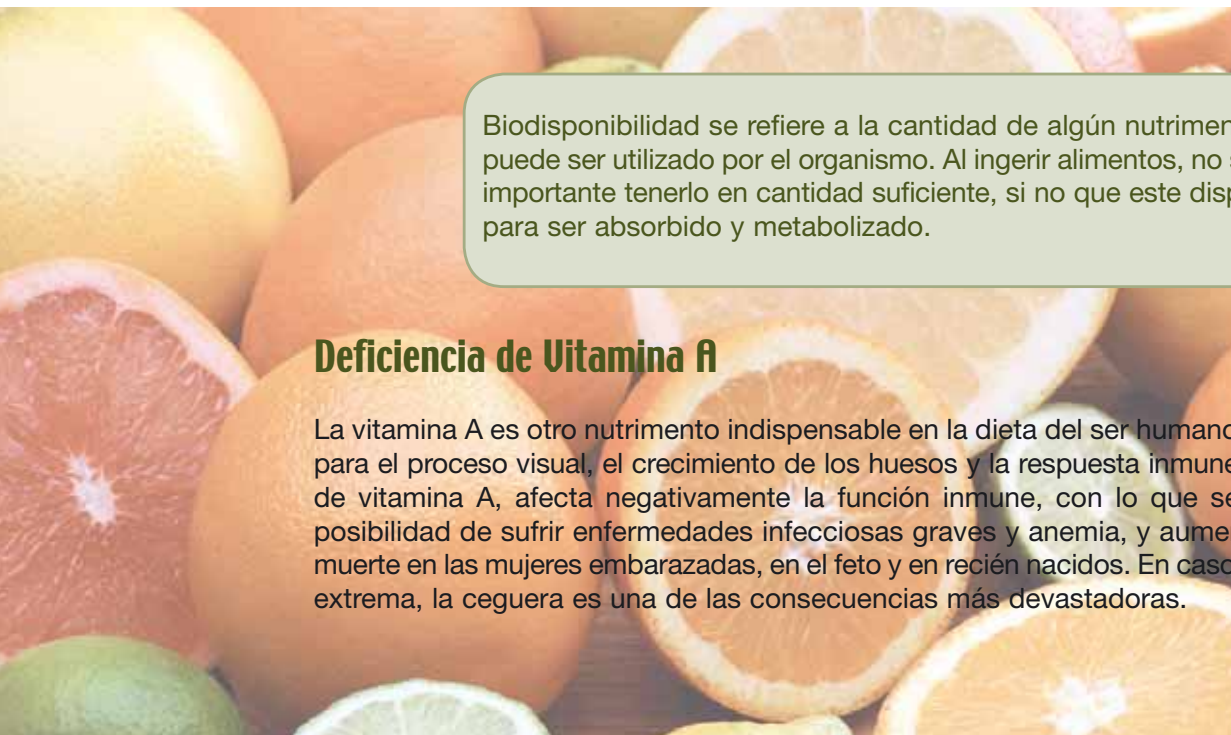 Biodisponibilidad se refiere a la cantidad de algún nutrimen
puede ser utilizado por el organismo. Al ingerir alimentos, no
importante tenerlo en cantidad suficiente, si no que este disp
para ser absorbido y metabolizado.
Deficiencia de Vitamina A
La vitamina A es otro nutrimento indispensable en la dieta del ser humano
para el proceso visual, el crecimiento de los huesos y la respuesta inmune
de vitamina A, afecta negativamente la función inmune, con lo que se
posibilidad de sufrir enfermedades infecciosas graves y anemia, y aume
muerte en las mujeres embarazadas, en el feto y en recién nacidos. En caso
extrema, la ceguera es una de las consecuencias más devastadoras.